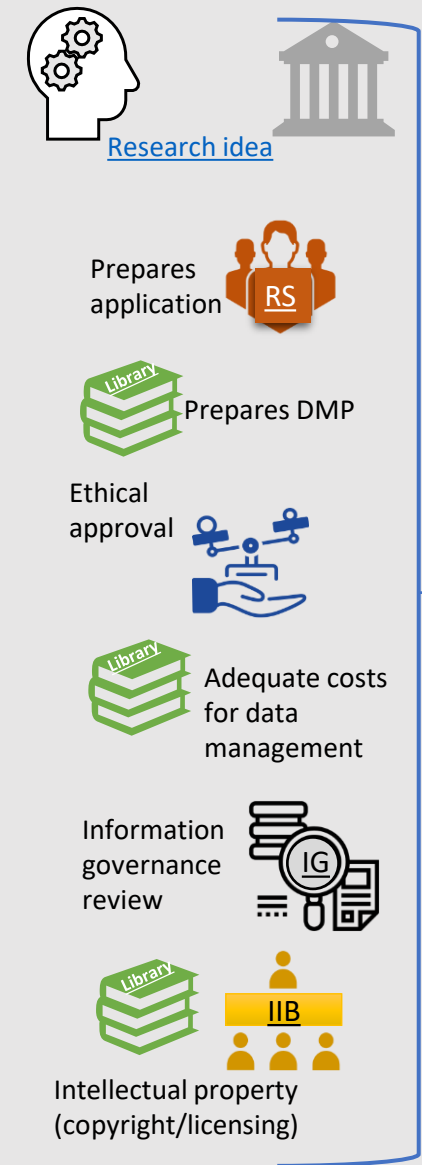 Research idea
Prepares
application
RS
Library
Prepares DMP
Ethical
approval
Library
Adequate costs
for data
management
Information
governance
review
IG
Library
IIB
Intellectual property
(copyright/licensing)